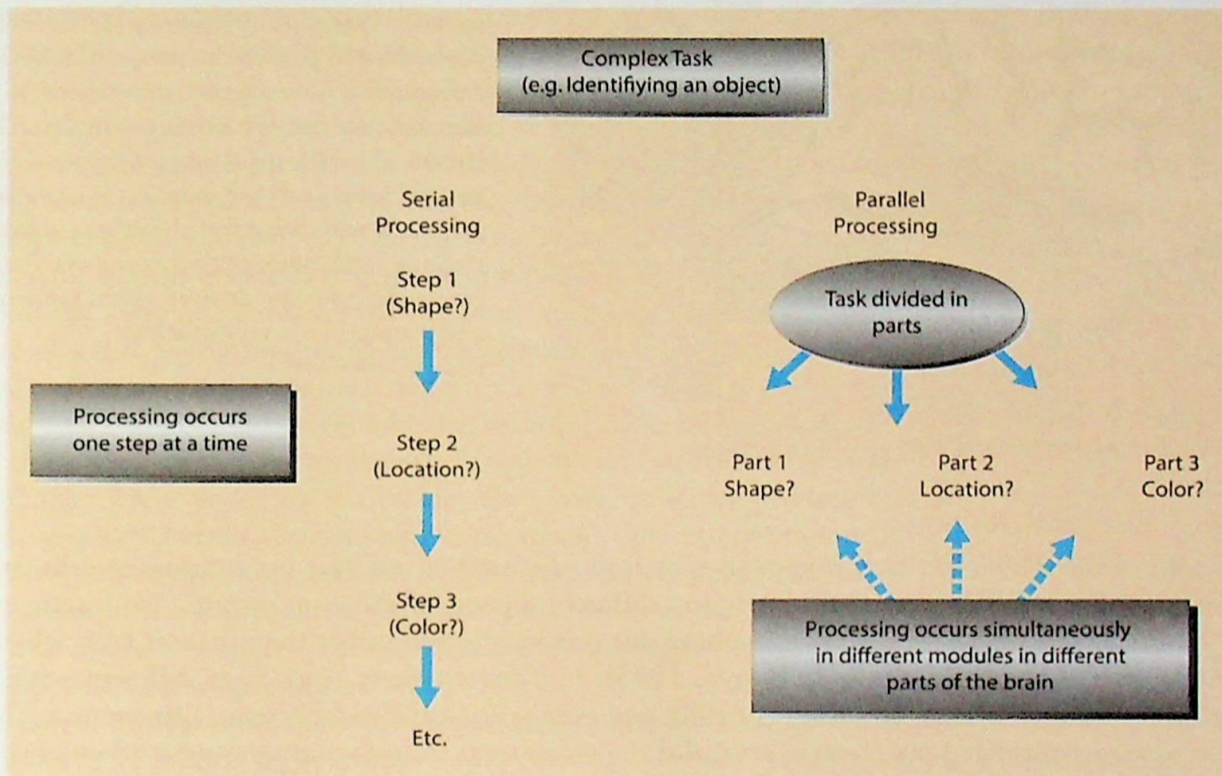 Complex Task
(e.g. Identifiying an object)
Serial
Processing
Step 1
(Shape?)
Processing occurs
one step at a time
Step 2
(Location?)
Step 3
(Color?)
Etc.
Parallel
Processing
Task divided in
parts
Part 1
Shape?
Part 2
Location?
Part 3
Color?
Processing occurs simultaneously
in different modules in different
parts of the brain